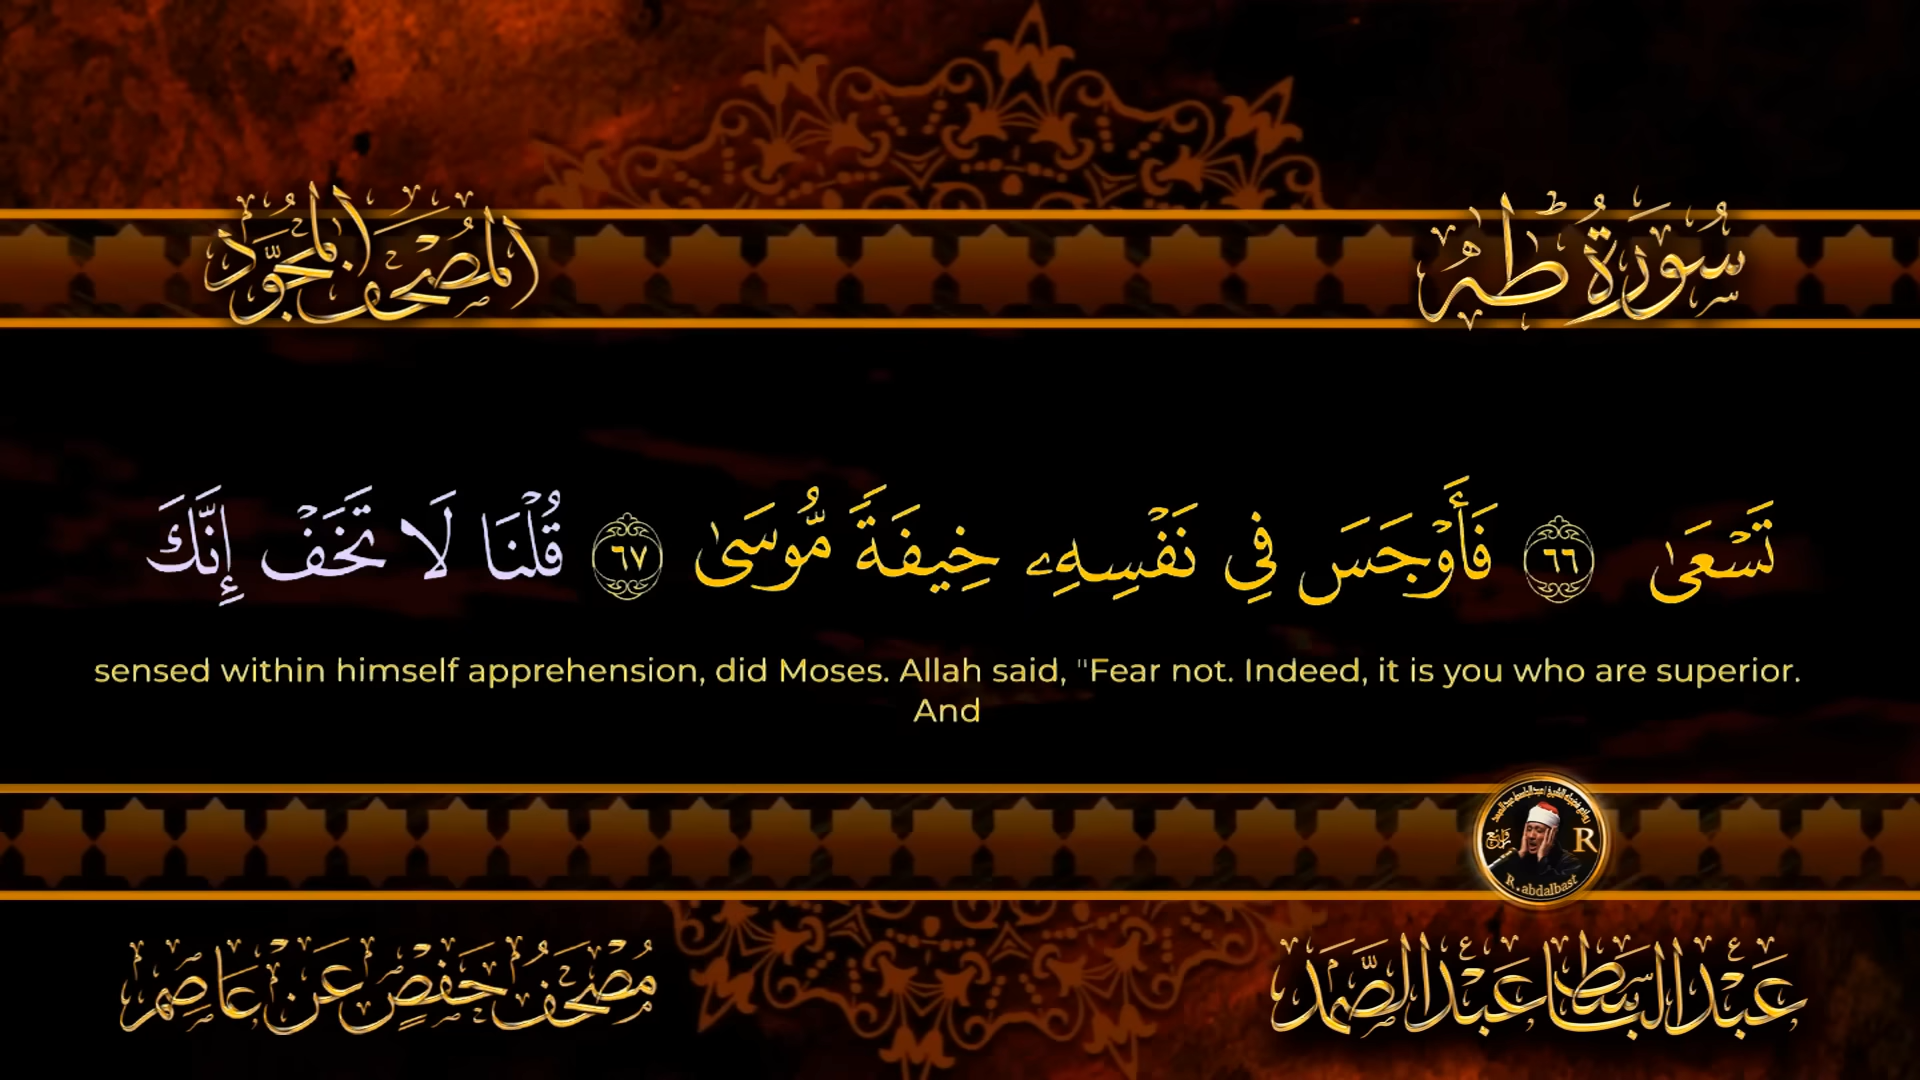 المصحف المجود
سورة طه
تَسْعَىٰ ٦٦ فَأَوْجَسَ فِي نَفْسِهِۦ خِيفَةً مُّوسَىٰ ٦٧ قُلْنَا لَا تَخَفْ إِنَّكَ
sensed within himself apprehension, did Moses. Allah said, "Fear not. Indeed, it is you who are superior.
And
R
R.abdalbast
مصحف حفص عن عاصم
عبد الباسط عبد الصمد